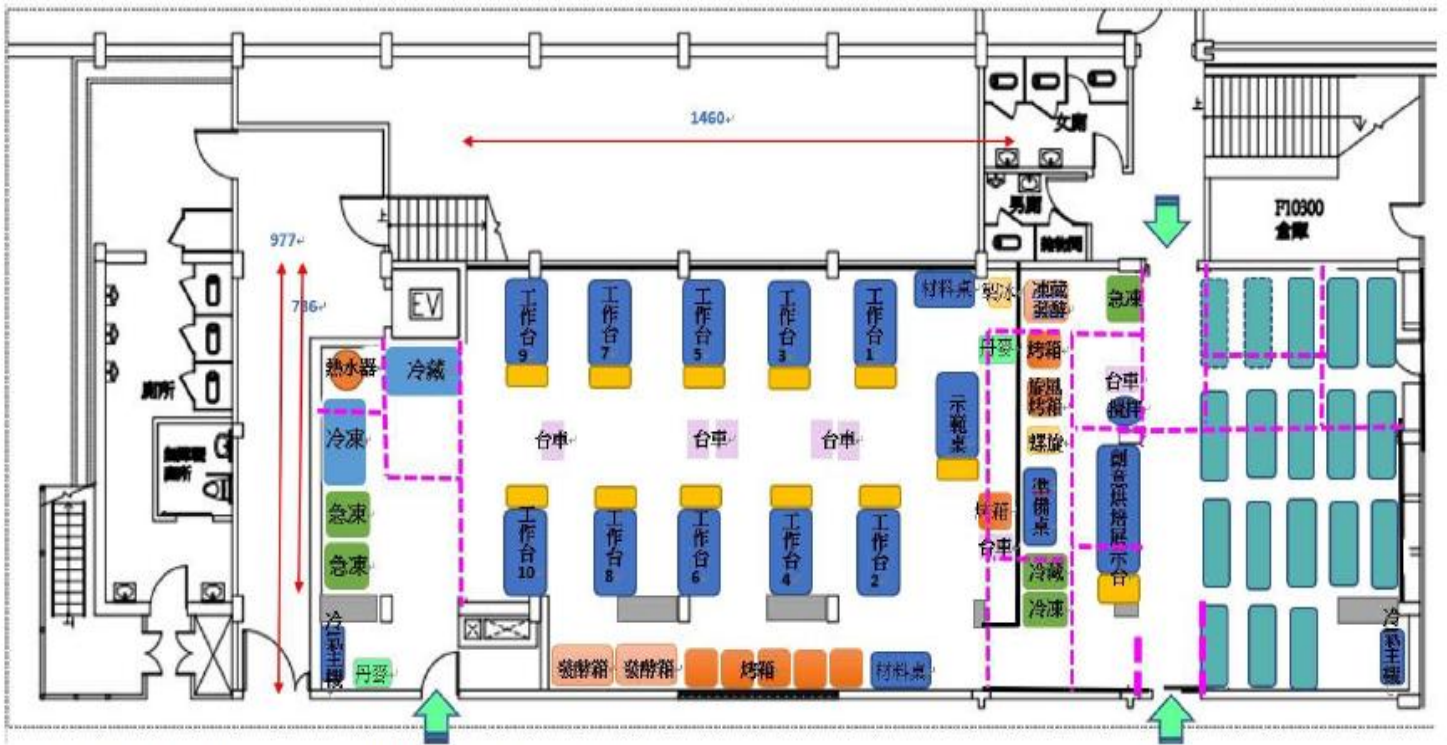 1460
女廁
上
上
男廁
F10300
倉庫
977
786
EV
工作台
9
工作台
7
工作台
5
工作台
3
工作台
1
材料桌
製冰
凍藏
發酵
急凍
熱水器
冷藏
丹麥
烤箱
台車
廁所
旋風
烤箱
攪拌
冷凍
台車
台車
台車
示範桌
螺旋
無障礙
廁所
創意烘焙展示台
準備桌
急凍
烤箱
工作台
10
工作台
8
工作台
6
工作台
4
工作台
2
台車
急凍
冷藏
冷凍
冷氣主機
冷氣主機
丹麥
發酵箱
發酵箱
烤箱
材料桌